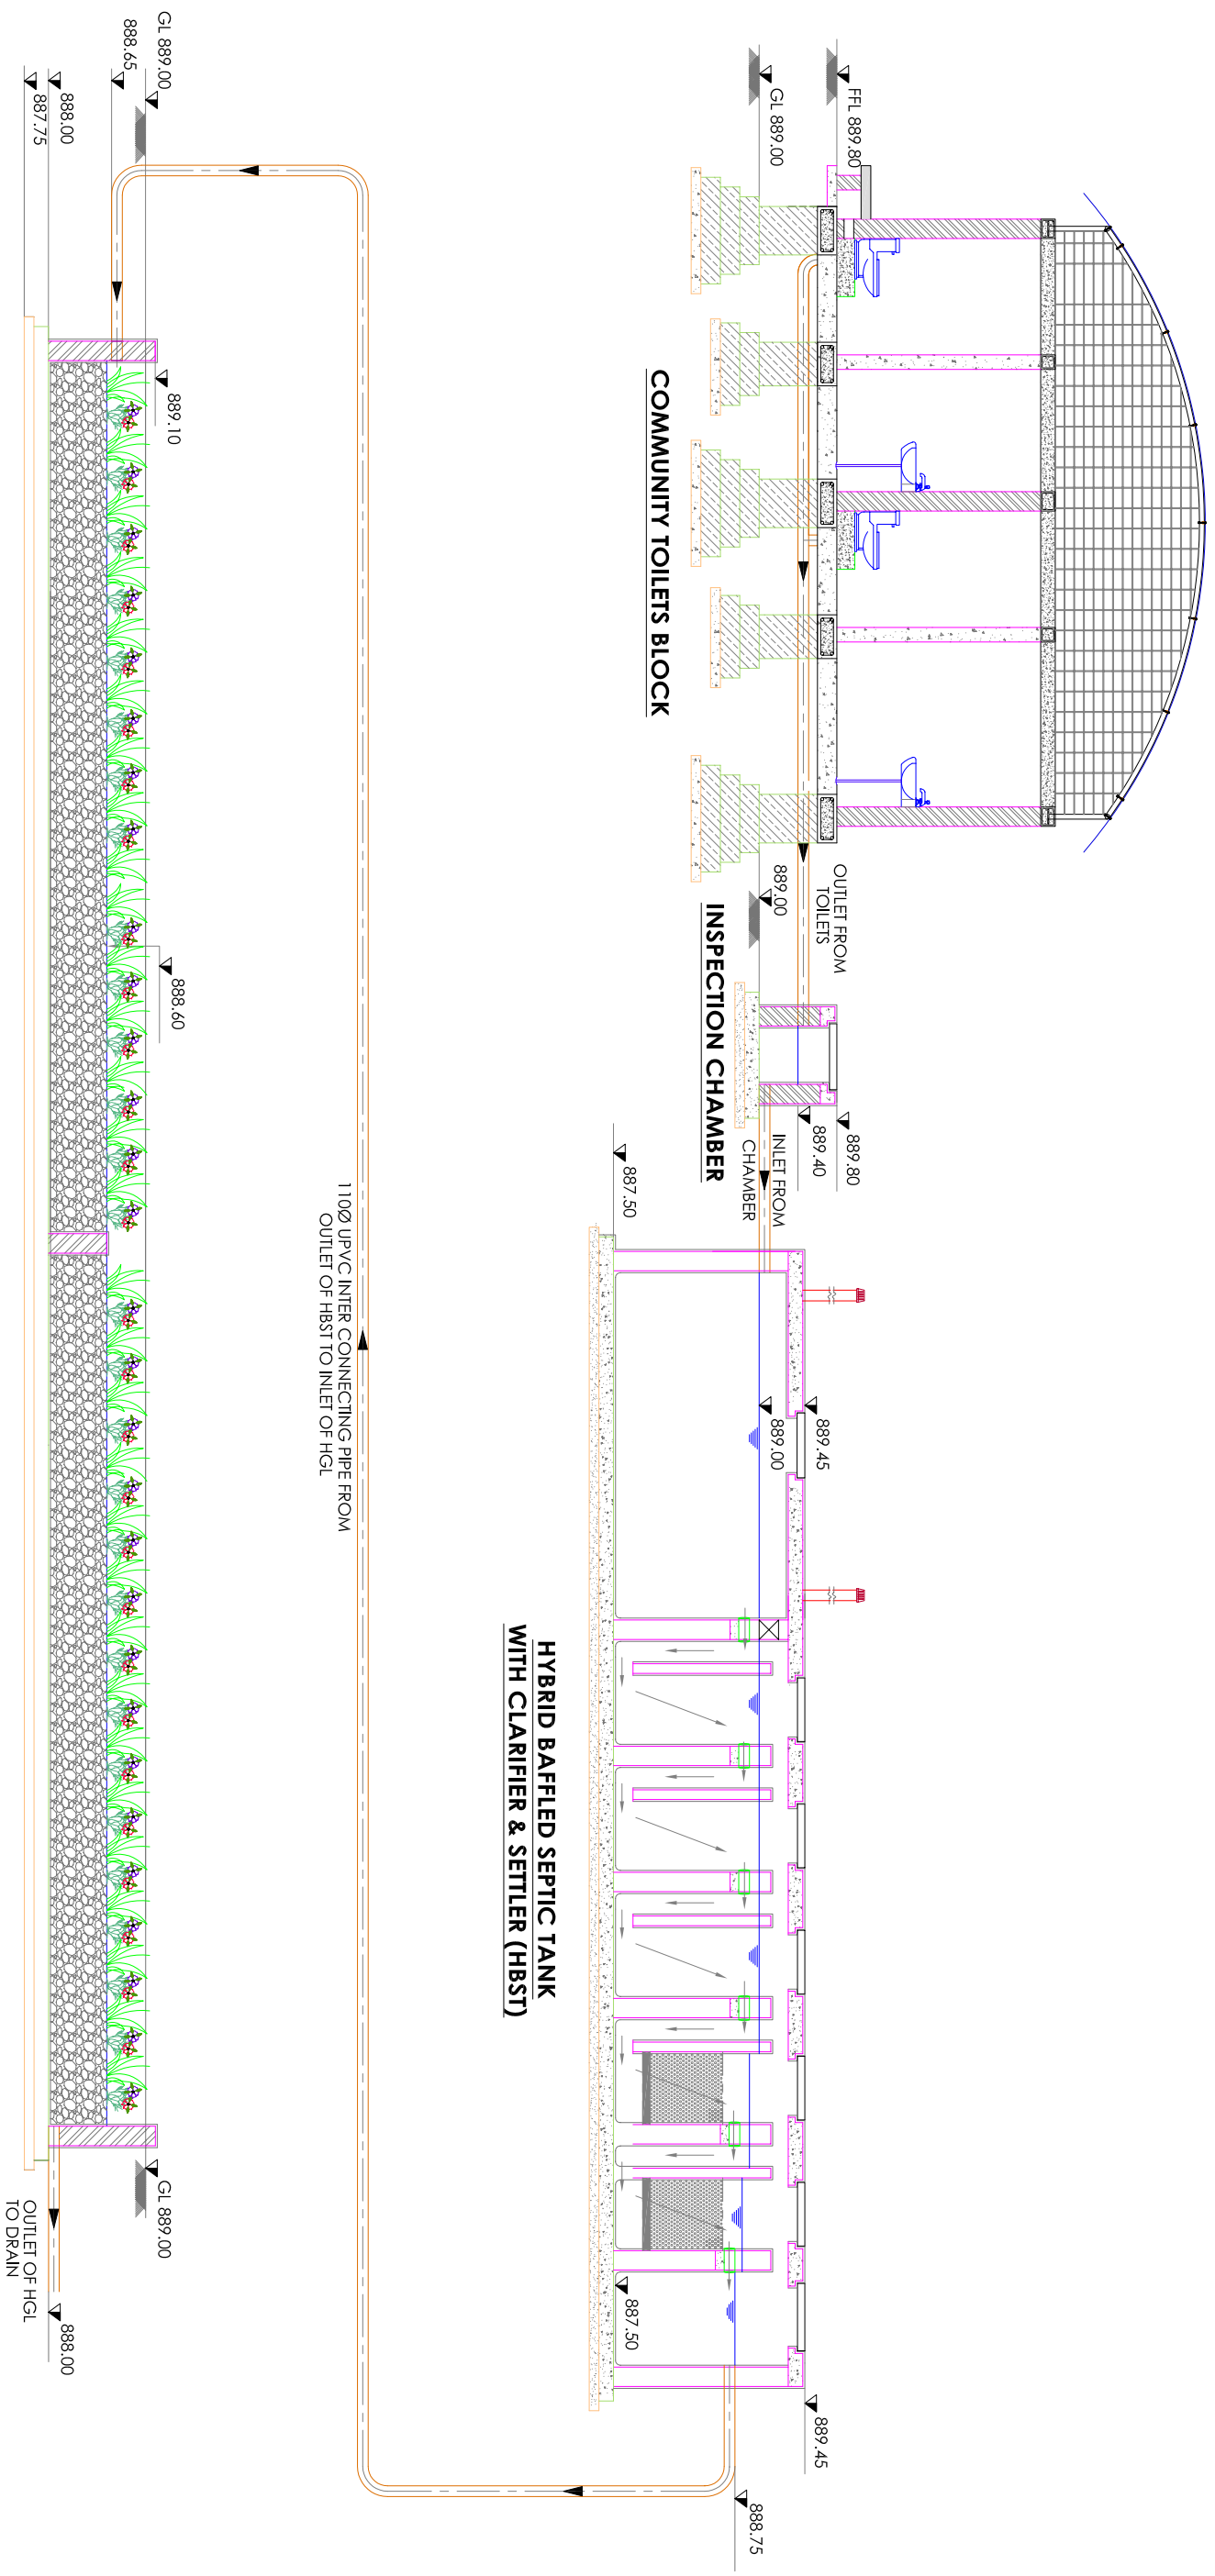 FFL 889.80
GL 889.00
COMMUNITY TOILETS BLOCK
OUTLET FROM
TOILETS
889.00
INSPECTION CHAMBER
889.80
889.40
INLET FROM
CHAMBER
887.50
889.45
889.00
HYBRID BAFFLED SEPTIC TANK
WITH CLARIFIER & SETTLER (HBST)
887.50
889.45
888.75
110Ø UPVC INTER CONNECTING PIPE FROM
OUTLET OF HBST TO INLET OF HGL
GL 889.00
888.65
888.00
887.75
889.10
888.60
GL 889.00
888.00
OUTLET OF HGL
TO DRAIN